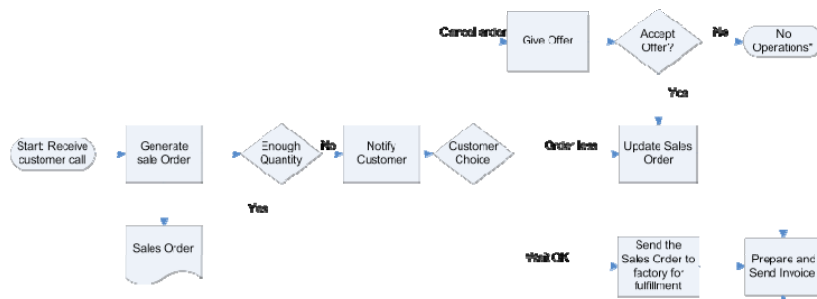 Cancel order
Give Offer
Accept
Offer?
No
No
Operations"
Yes
Start: Receive
customer call
Generate
sale Order
Enough
Quantity
No
Notify
Customer
Customer
Choice
Order less
Update Sales
Order
Yes
Sales Order
Wait OK
Send the
Sales Order to
factory for
fulfillment
Prepare and
Send Invoice